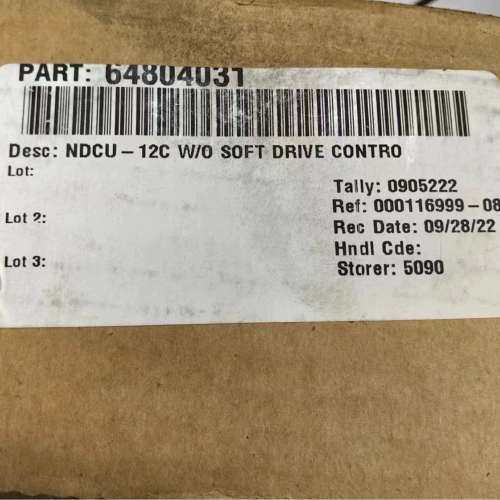 PART: 64804031
Desc: NDCU-12C W/O SOFT DRIVE CONTRO
Lot:
Tally: 0905222
Lot 2:
Ref: 000116999-08
Rec Date: 09/28/22
Hndl Cde:
Lot 3:
Storer: 5090